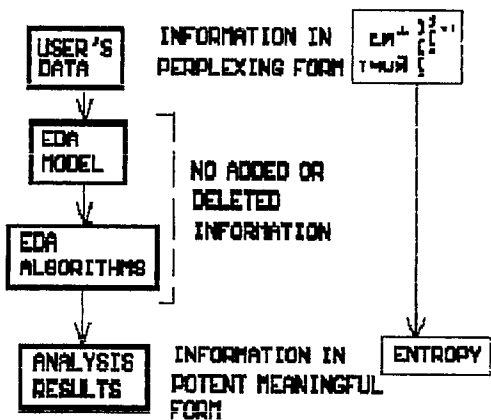 USER'S
DATA
INFORMATION IN
PERPLEXING FORM
EDA
MODEL
NO ADDED OR
DELETED
INFORMATION
EDA
ALGORITHMS
ANALYSIS
RESULTS
INFORMATION IN
POTENT MEANINGFUL
FORM
ENTROPY